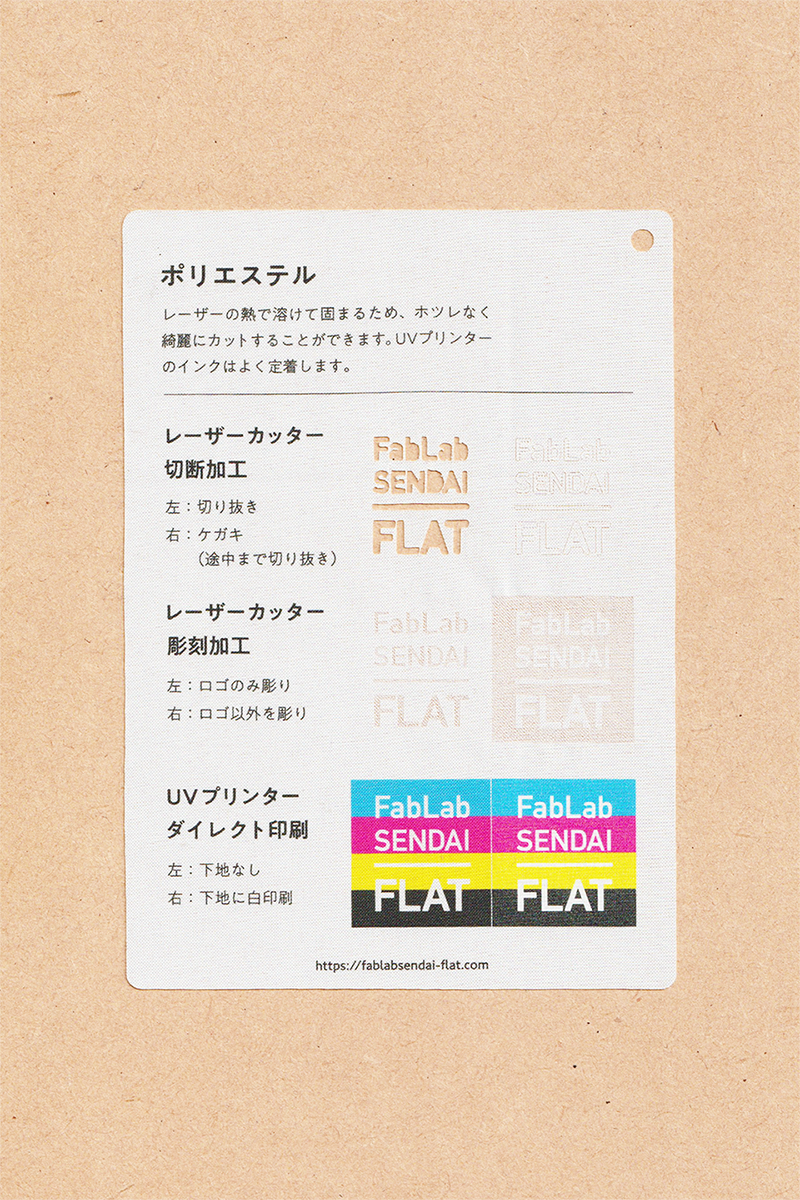 ポリエステル
レーザーの熱で溶けて固まるため、ホツレなく
綺麗にカットすることができます。UVプリンター
のインクはよく定着します。
レーザーカッター
切断加工
左：切り抜き
右：ケガキ
（途中まで切り抜き）
FabLab
SENDAI
FLAT
FabLab
SENDAI
FLAT
レーザーカッター
彫刻加工
左：ロゴのみ彫り
右：ロゴ以外を彫り
FabLab
SENDAI
FLAT
FabLab
SENDAI
FLAT
UVプリンター
ダイレクト印刷
左：下地なし
右：下地に白印刷
FabLab
SENDAI
FLAT
FabLab
SENDAI
FLAT
https://fablabsendai-flat.com